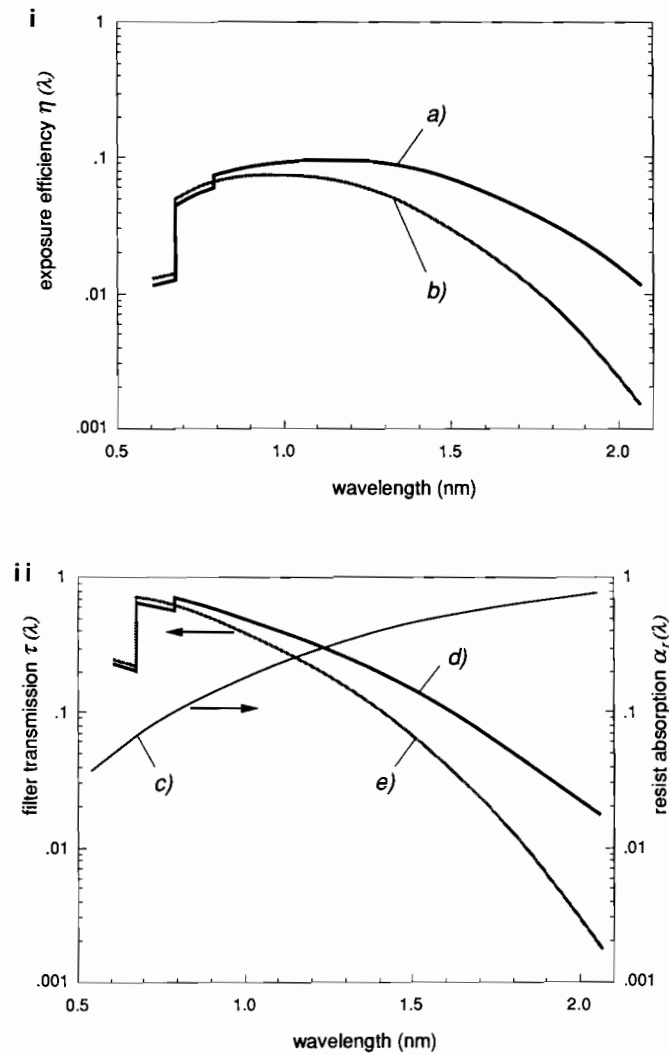 i
exposure efficiency η (λ)
1
.1
.01
.001
a)
b)
0.5 1.0 1.5 2.0
wavelength (nm)
ii
filter transmission τ (λ)
1
.1
.01
.001
c)
d)
e)
1
.1
.01
.001
resist absorption αr(λ)
0.5 1.0 1.5 2.0
wavelength (nm)